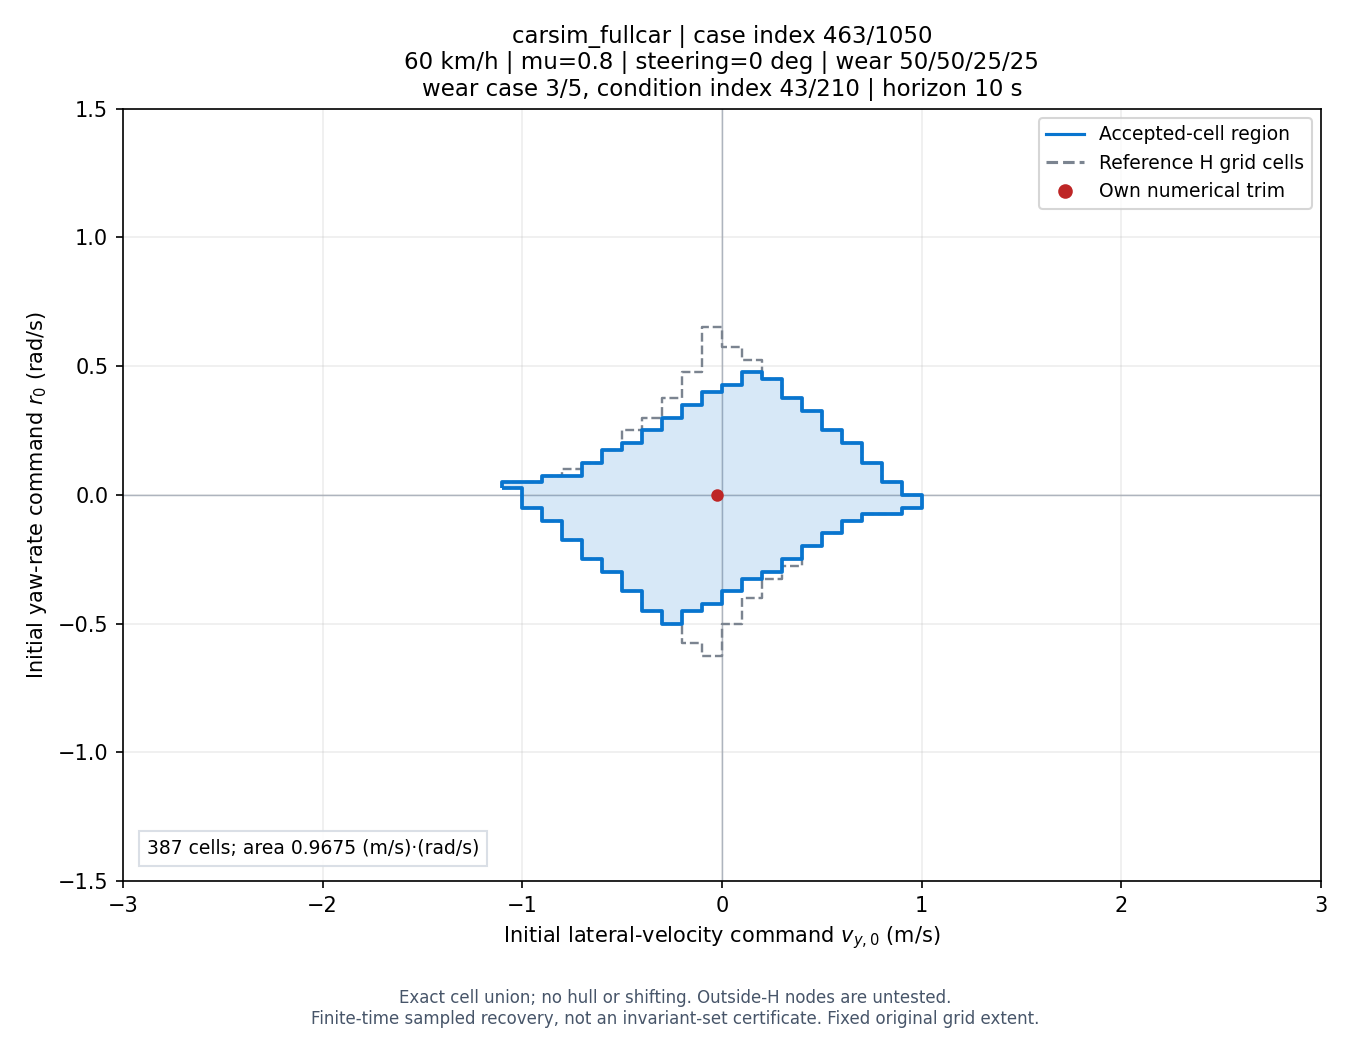 carsim_fullcar | case index 463/1050
60 km/h | mu=0.8 | steering=0 deg | wear 50/50/25/25
wear case 3/5, condition index 43/210 | horizon 10 s
Accepted-cell region
Reference H grid cells
Own numerical trim
1.5
1.0
0.5
0.0
−0.5
−1.0
−1.5
Initial yaw-rate command r₀ (rad/s)
387 cells; area 0.9675 (m/s)·(rad/s)
−3
−2
−1
0
1
2
3
Initial lateral-velocity command v_{y,0} (m/s)
Exact cell union; no hull or shifting. Outside-H nodes are untested.
Finite-time sampled recovery, not an invariant-set certificate. Fixed original grid extent.